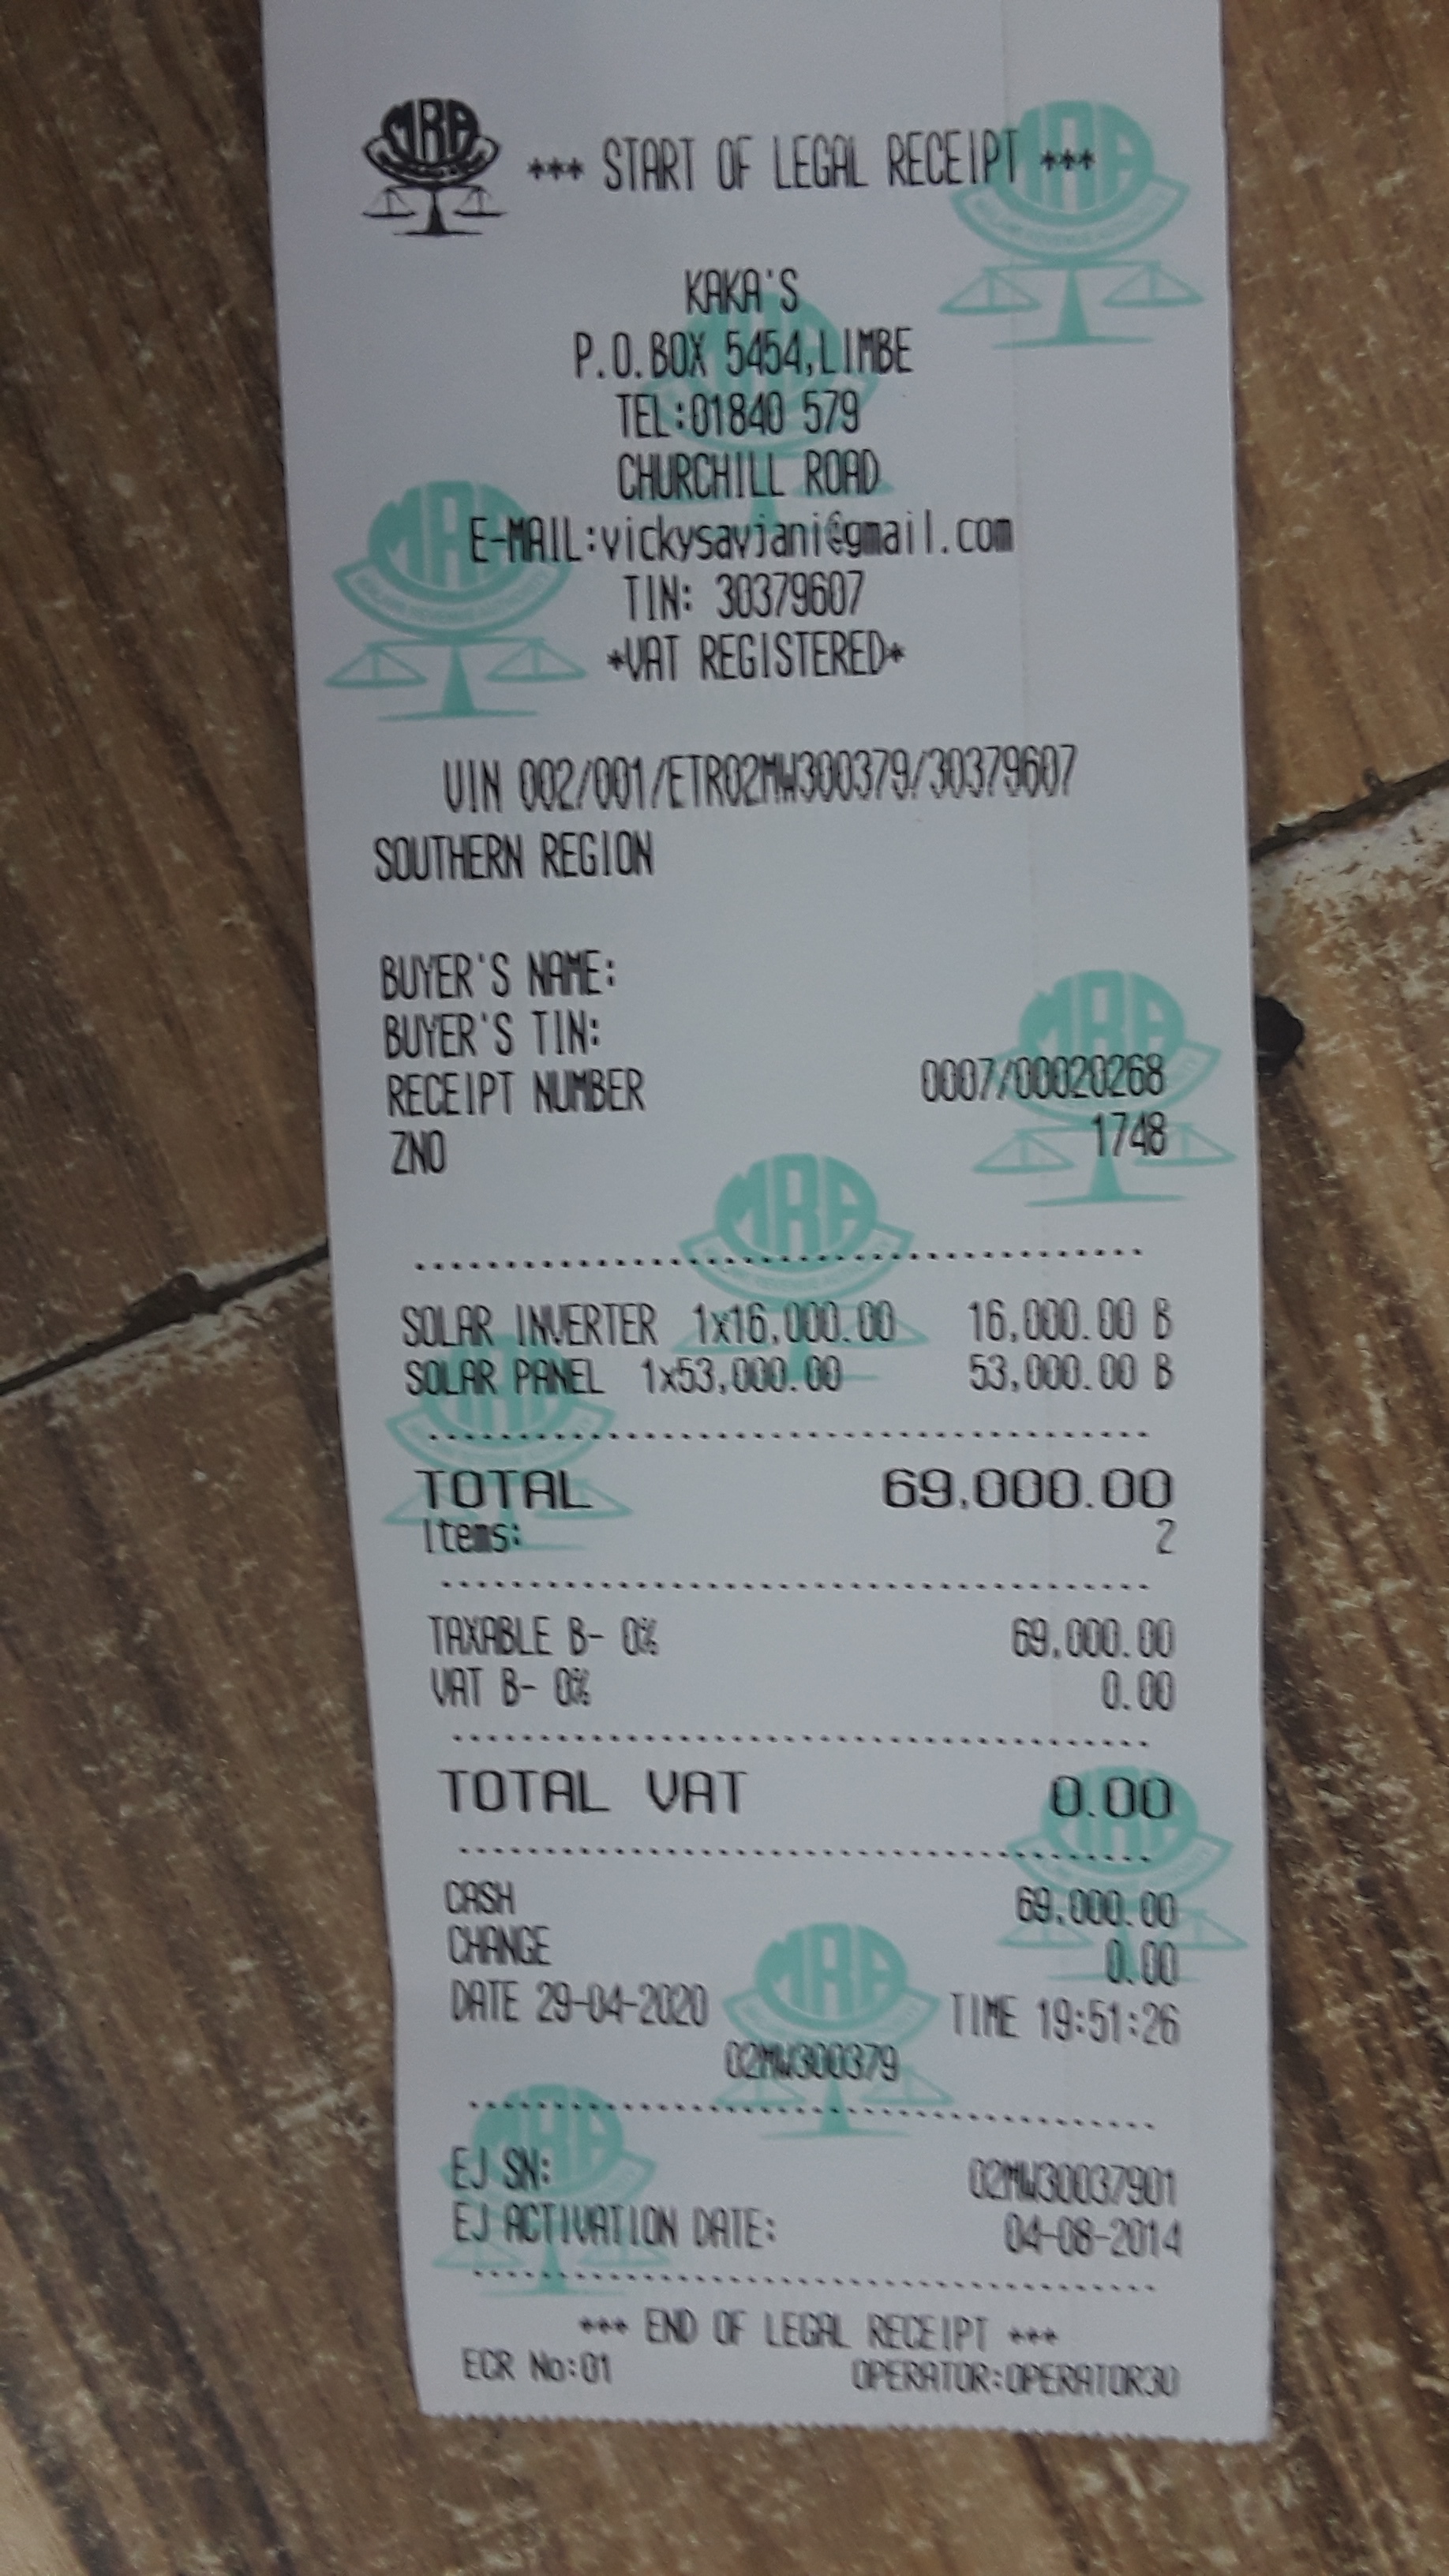 MRA *** START OF LEGAL RECEIPT ***
KAKA'S
P.O.BOX 5454,LIMBE
TEL:01840 579
CHURCHILL ROAD
E-MAIL:vickysavjani@gmail.com
TIN: 30379607
*VAT REGISTERED*
VIN 002/001/ETR02MW300379/30379607
SOUTHERN REGION
BUYER'S NAME:
BUYER'S TIN:
RECEIPT NUMBER 0007/00020268
ZNO 1748
SOLAR INVERTER 1x16,000.00 16,000.00 B
SOLAR PANEL 1x53,000.00 53,000.00 B
TOTAL 69,000.00
Items: 2
TAXABLE B- 0% 69,000.00
VAT B- 0% 0.00
TOTAL VAT 0.00
CASH 69,000.00
CHANGE 0.00
DATE 29-04-2020 TIME 19:51:26
02MW300379
EJ SN: 02MW30037901
EJ ACTIVATION DATE: 04-08-2014
*** END OF LEGAL RECEIPT ***
ECR No:01 OPERATOR:OPERATOR30